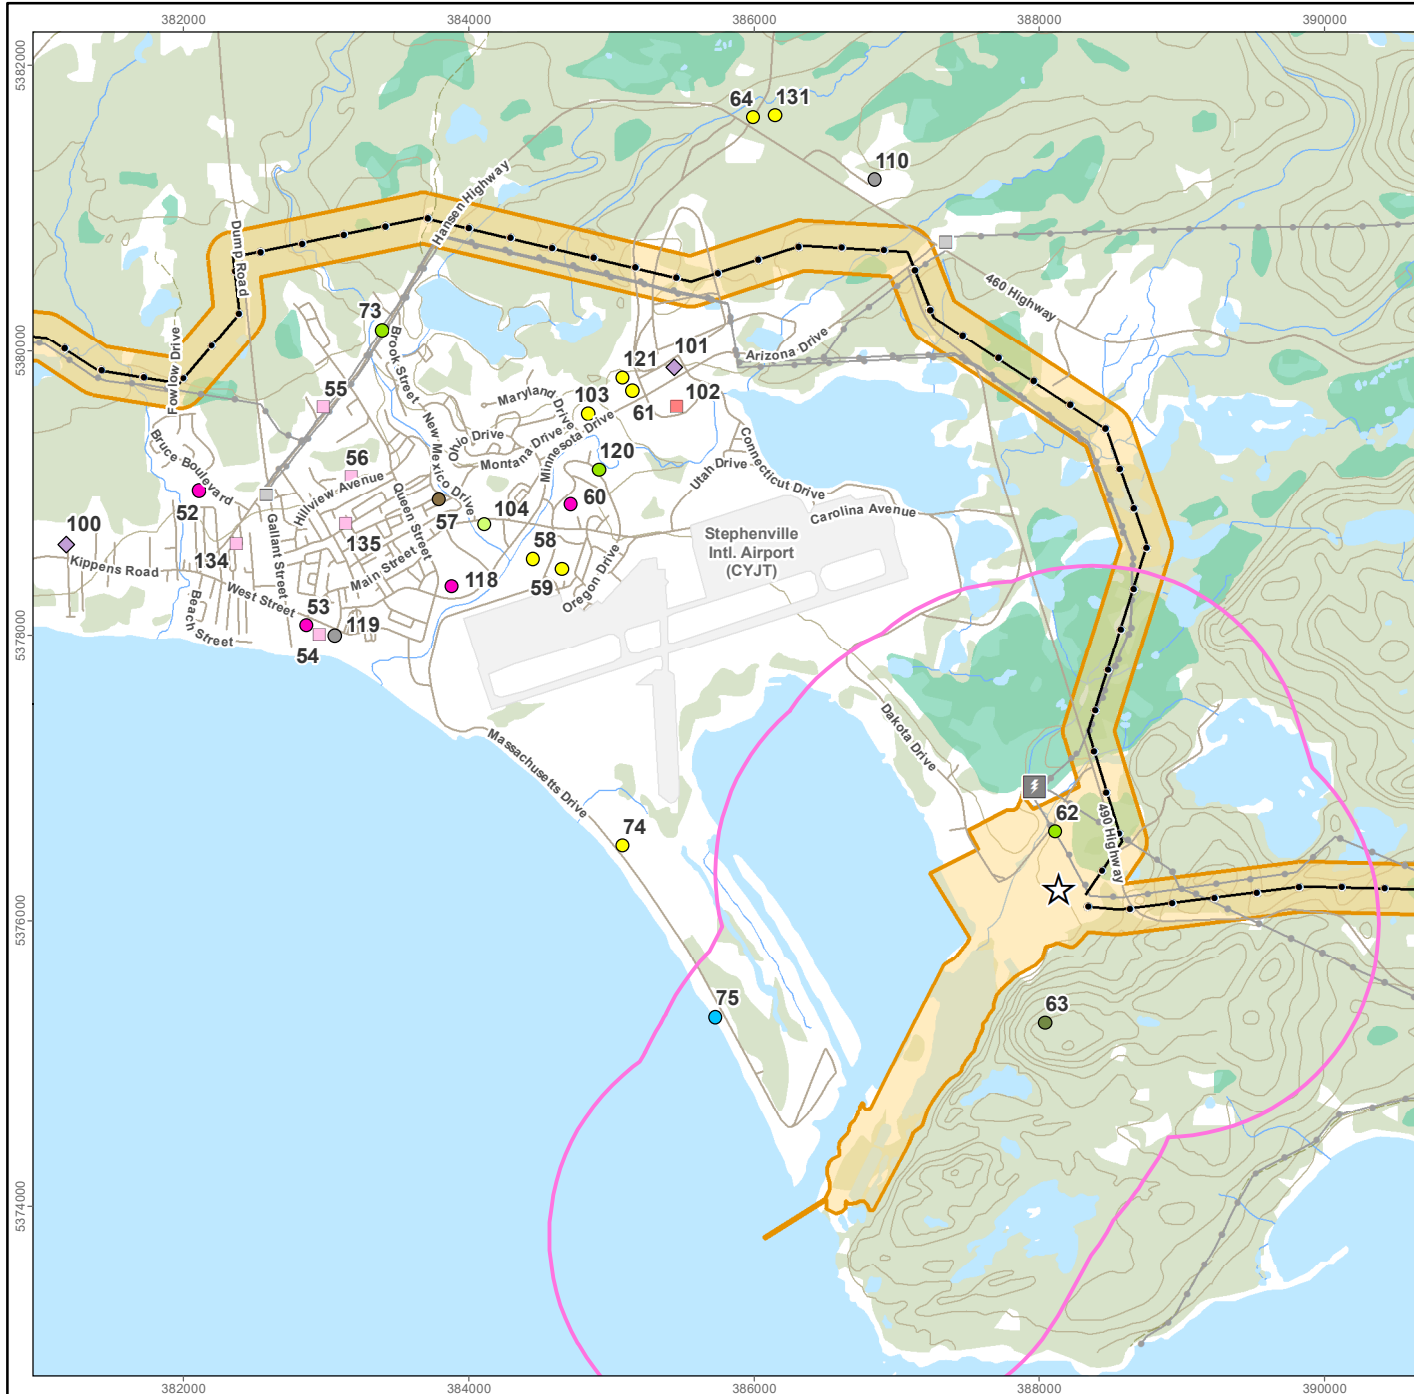 382000
384000
386000
388000
390000
5382000
64
131
110
Hansen Highway
Dump Road
460 Highway
73
Brook Street
5380000
Fowlow Drive
Arizona Drive
101
121
55
103
61
102
Maryland Drive
Ohio Drive
Montana Drive
Minnesota Drive
New Mexico Drive
Bruce Boulevard
56
120
Utah Drive
Connecticut Drive
Hillview Avenue
Queen Street
52
57
60
104
Carolina Avenue
Stephenville
Intl. Airport
(CYJT)
100
Gallant Street
134
135
58
Kippens Road
Main Street
118
59
Oregon Drive
West Street
53
Beach Street
119
5378000
54
Dakota Drive
Massachusetts Drive
490 Highway
62
74
5376000
75
63
5374000
382000
384000
386000
388000
390000